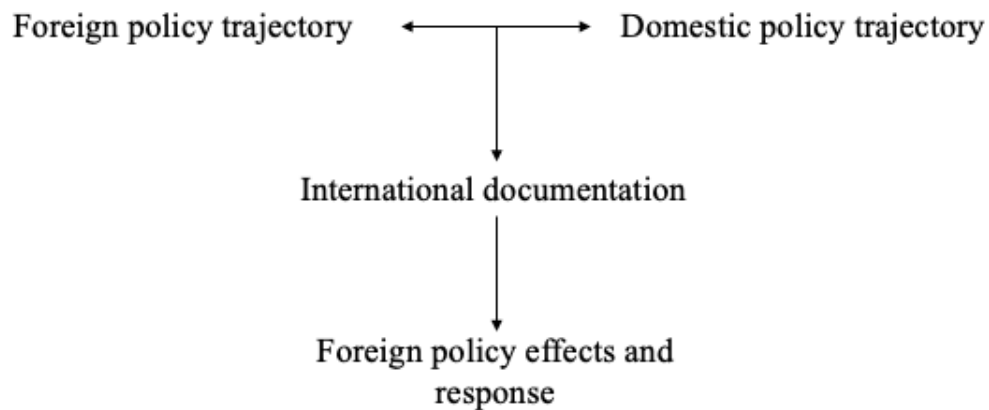 Foreign policy trajectory
Domestic policy trajectory
International documentation
Foreign policy effects and
response